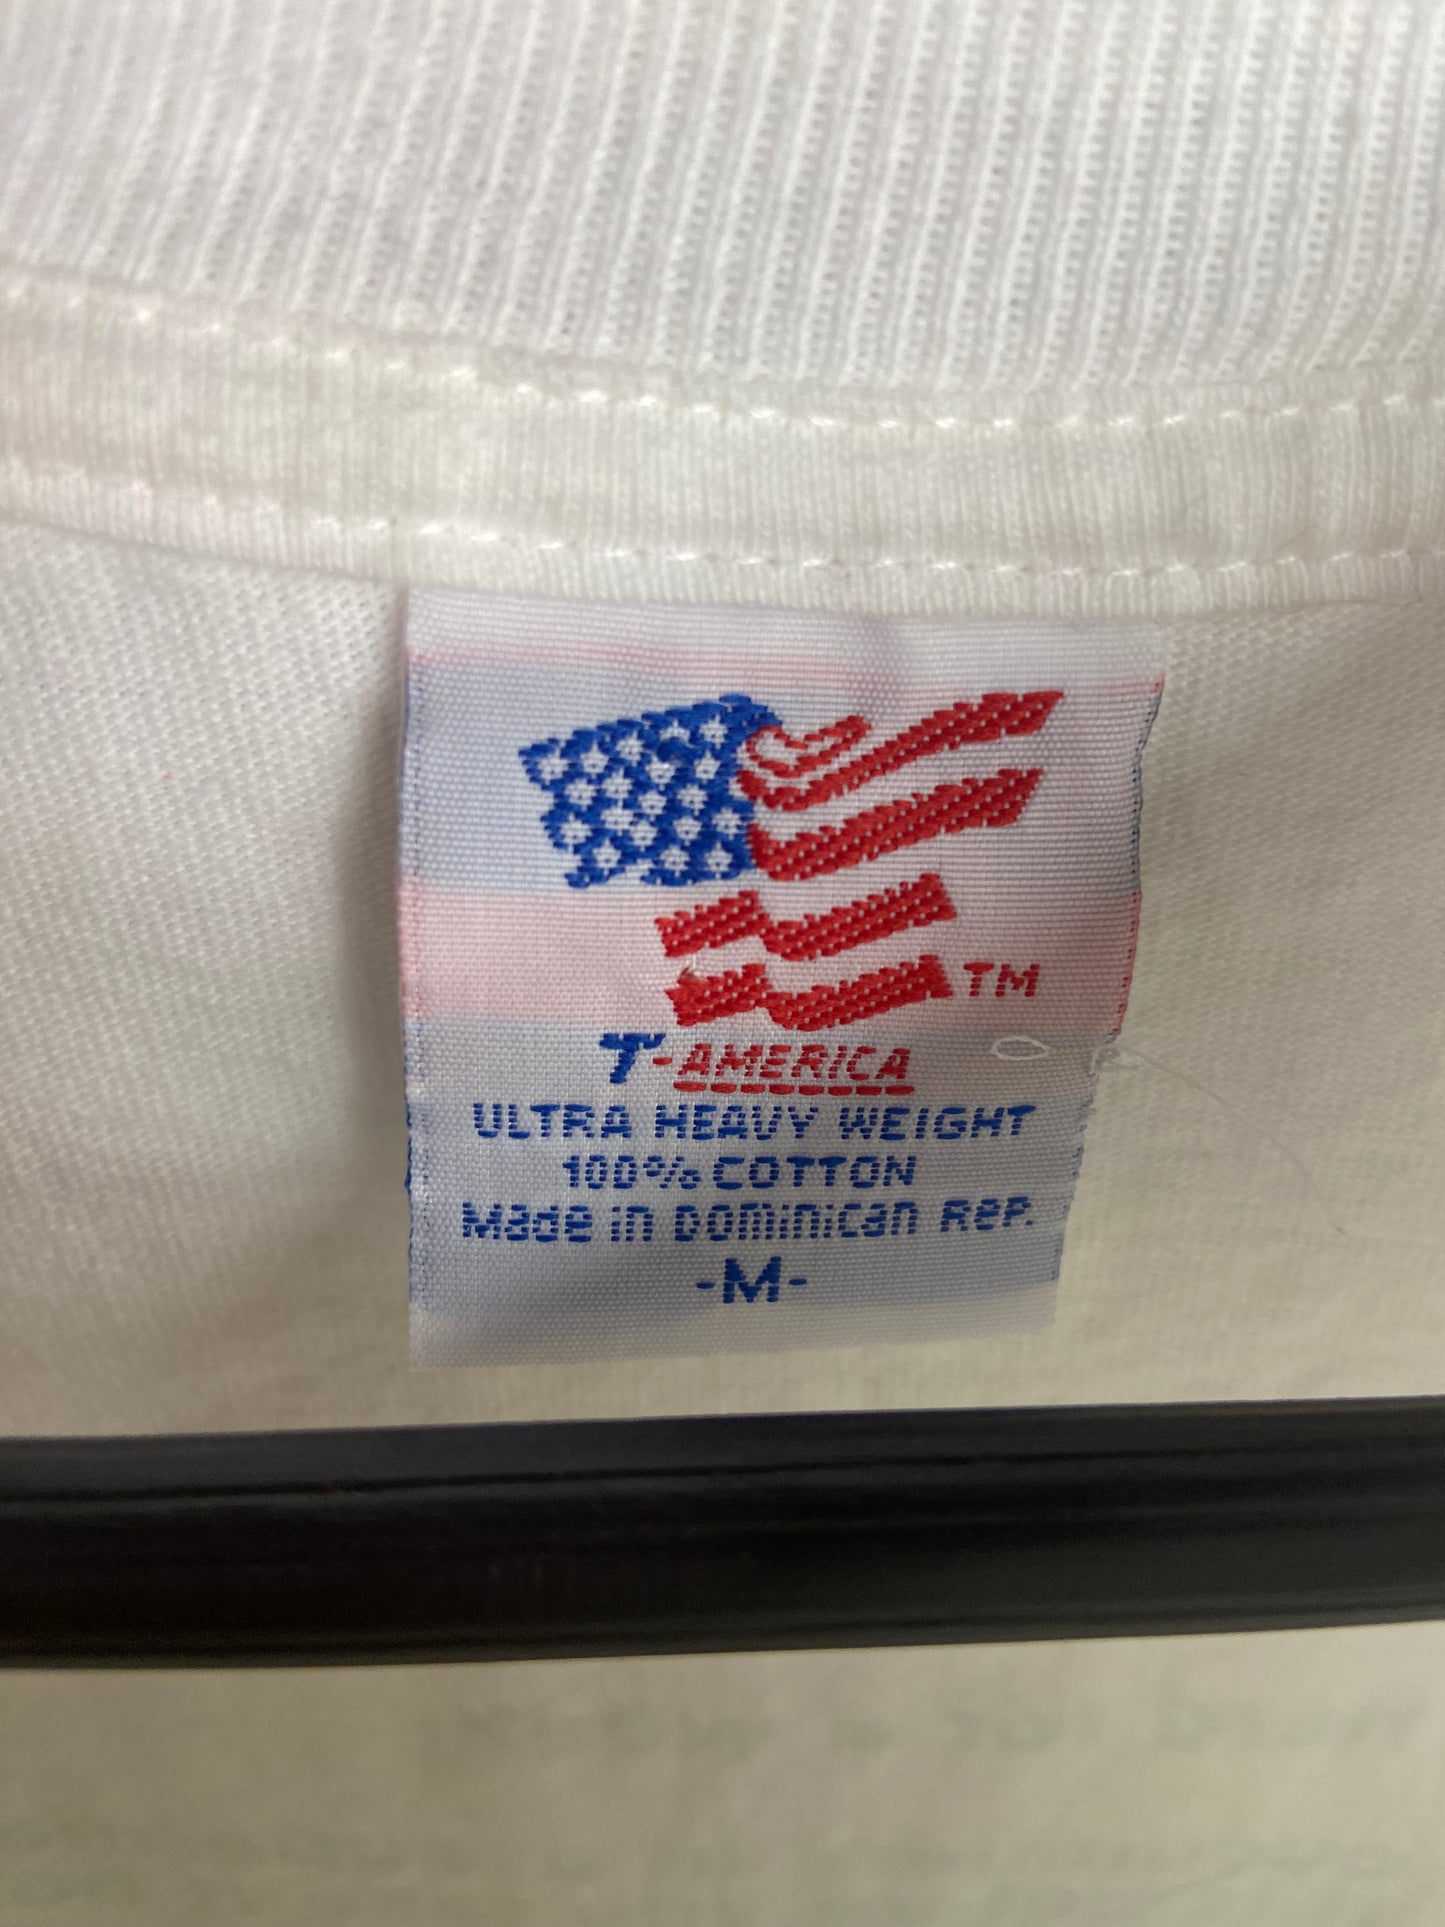 TM
T-AMERICA
ULTRA HEAVY WEIGHT
100% COTTON
Made in DOMinican Rep.
-M-